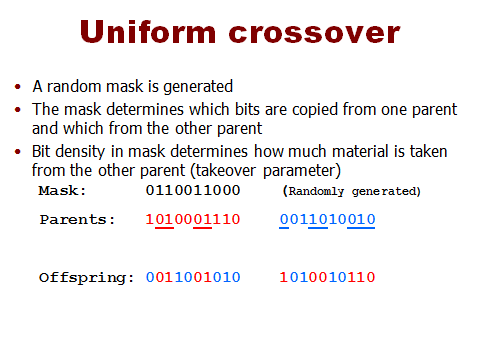 Uniform crossover
• A random mask is generated
• The mask determines which bits are copied from one parent
and which from the other parent
• Bit density in mask determines how much material is taken
from the other parent (takeover parameter)
Mask: 0110011000 (Randomly generated)
Parents: 1010001110 0011010010
Offspring: 0011001010 1010010110